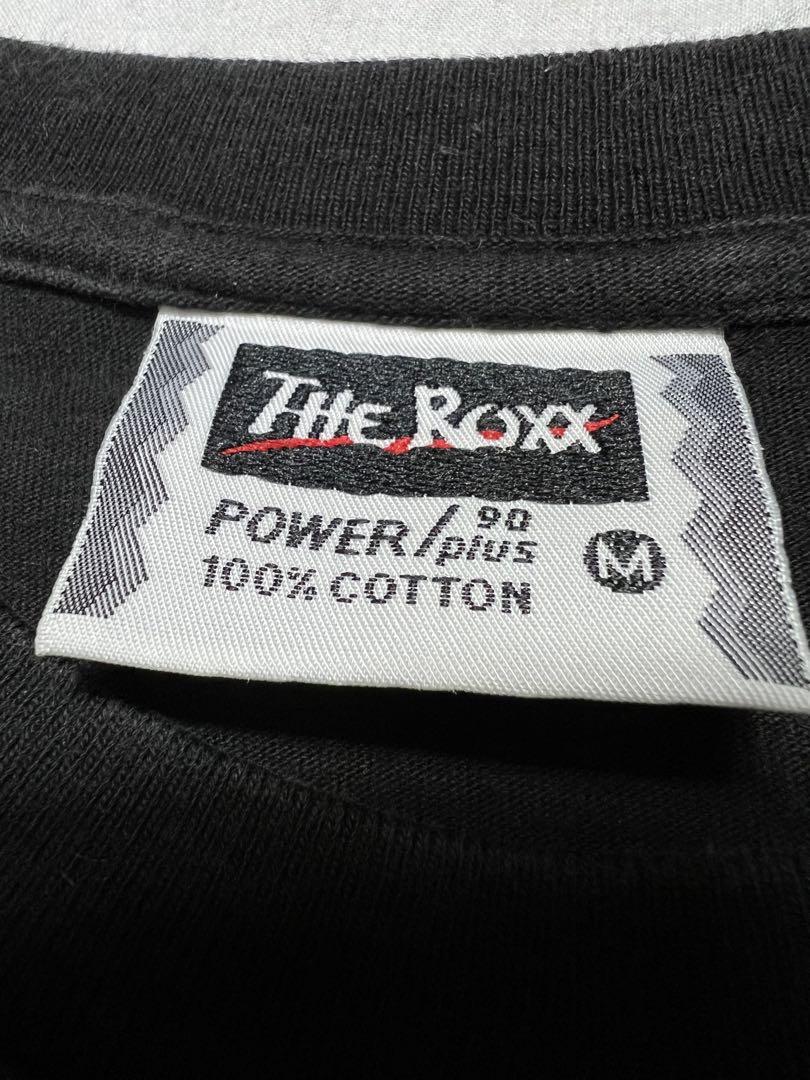 THE ROXX
POWER/90 plus
100% COTTON
M